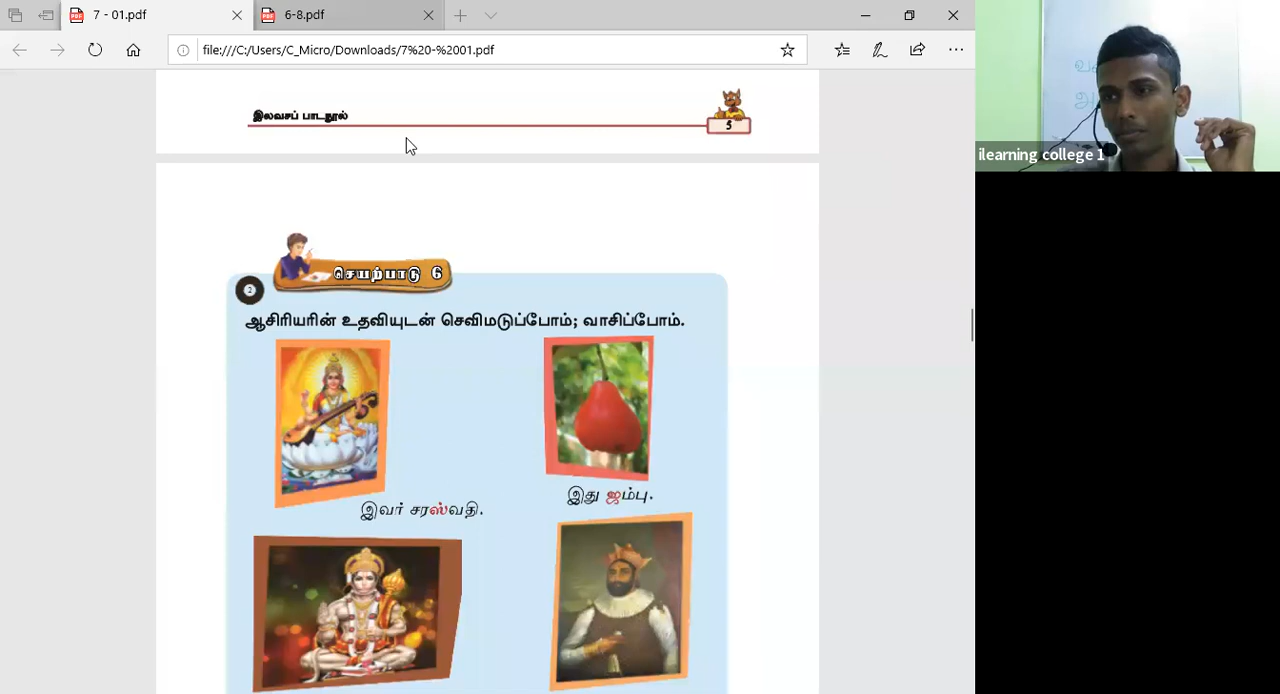 7 - 01.pdf
6-8.pdf
file:///C:/Users/C_Micro/Downloads/7%20-%2001.pdf
இலவசப் பாடநூல்
5
செயற்பாடு 6
2
ஆசிரியரின் உதவியுடன் செவிமடுப்போம்; வாசிப்போம்.
இது ஜம்பு.
இவர் சரஸ்வதி.
ilearning college 1